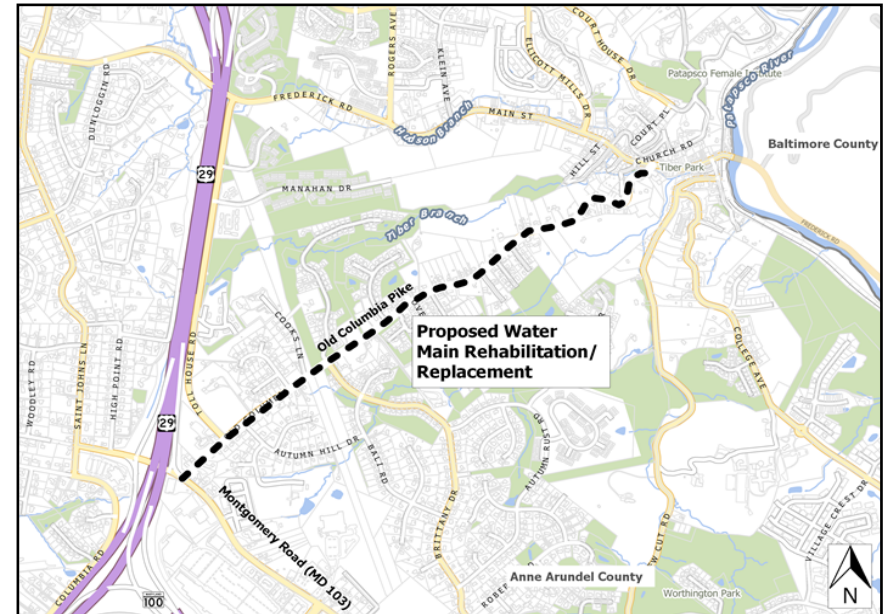 COURT HOUSE DR
ROGERS AVE
ELLICOTT MILLS DR
KLEIN AVE
Patapsco River
DUNLOGGIN RD
Patapsco Female Institute
FREDERICK RD
MAIN ST
COURT PL
Hudson Branch
Baltimore County
HILL ST
CHURCH RD
Tiber Park
29
MANAHAN DR
Tiber Branch
FREDERICK RD
Old Columbia Pike
COOKS LN
Proposed Water
Main Rehabilitation/
Replacement
TOLL HOUSE RD
COLLEGE AVE
WOODLEY RD
HIGH POINT RD
SAINT JOHNS LN
29
AUTUMN HILL DR
BALI RD
AUTUMN RUST RD
Montgomery Road (MD 103)
BRITTANY DR
VILLAGE CREST DR
COLUMBIA RD
100
Anne Arundel County
Worthington Park
N